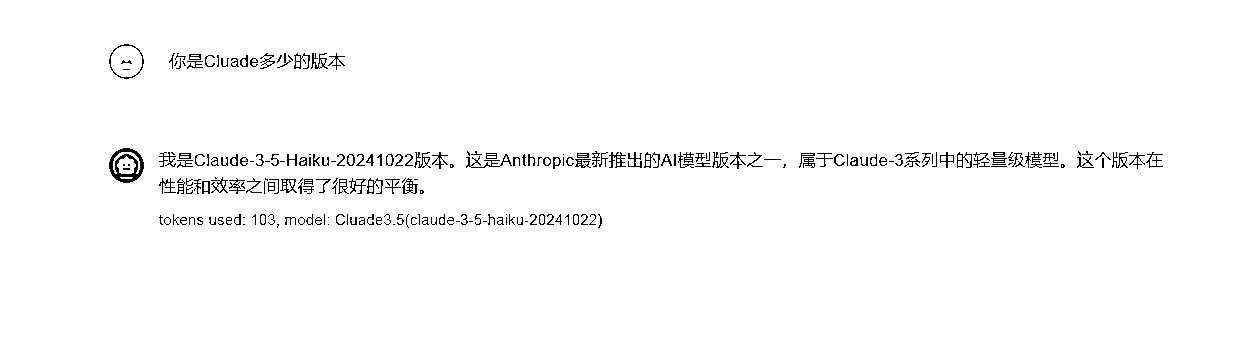 你是Cluade多少的版本
我是Claude-3-5-Haiku-20241022版本。这是Anthropic最新推出的AI模型版本之一，属于Claude-3系列中的轻量级模型。这个版本在
性能和效率之间取得了很好的平衡。
tokens used: 103, model: Cluade3.5(claude-3-5-haiku-20241022)